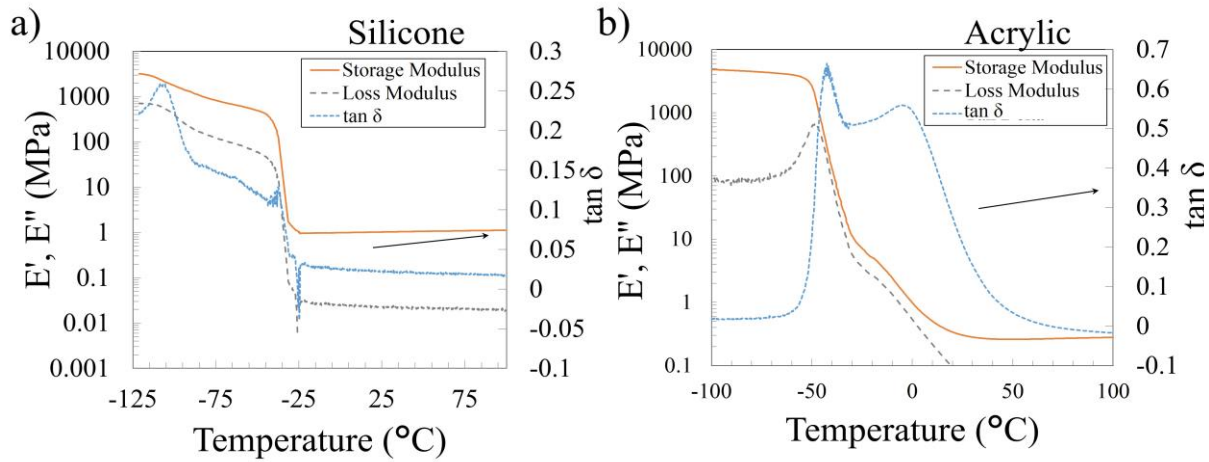 a)
Silicone
Storage Modulus
Loss Modulus
tan δ
E', E" (MPa)
10000
1000
100
10
1
0.1
0.01
0.001
0.3
0.25
0.2
0.15
0.1
0.05
0
-0.05
-0.1
tan δ
-125
-75
-25
25
75
Temperature (°C)
b)
Acrylic
Storage Modulus
Loss Modulus
tan δ
E', E" (MPa)
10000
1000
100
10
1
0.1
0.7
0.6
0.5
0.4
0.3
0.2
0.1
0
-0.1
tan δ
-100
-50
0
50
100
Temperature (°C)